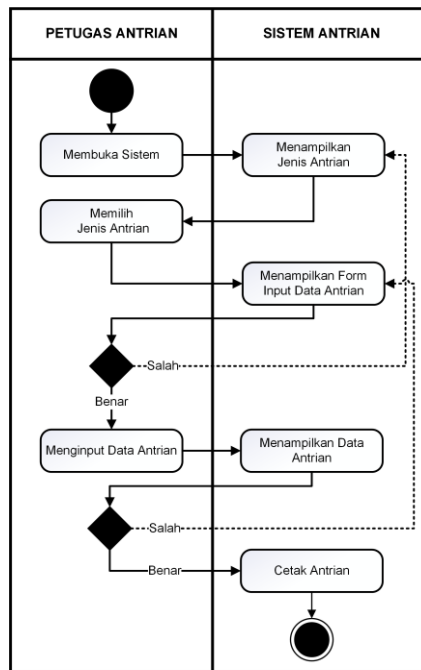 PETUGAS ANTRIAN
SISTEM ANTRIAN
Membuka Sistem
Menampilkan
Jenis Antrian
Memilih
Jenis Antrian
Menampilkan Form
Input Data Antrian
Salah
Benar
Menginput Data Antrian
Menampilkan Data
Antrian
Salah
Benar
Cetak Antrian